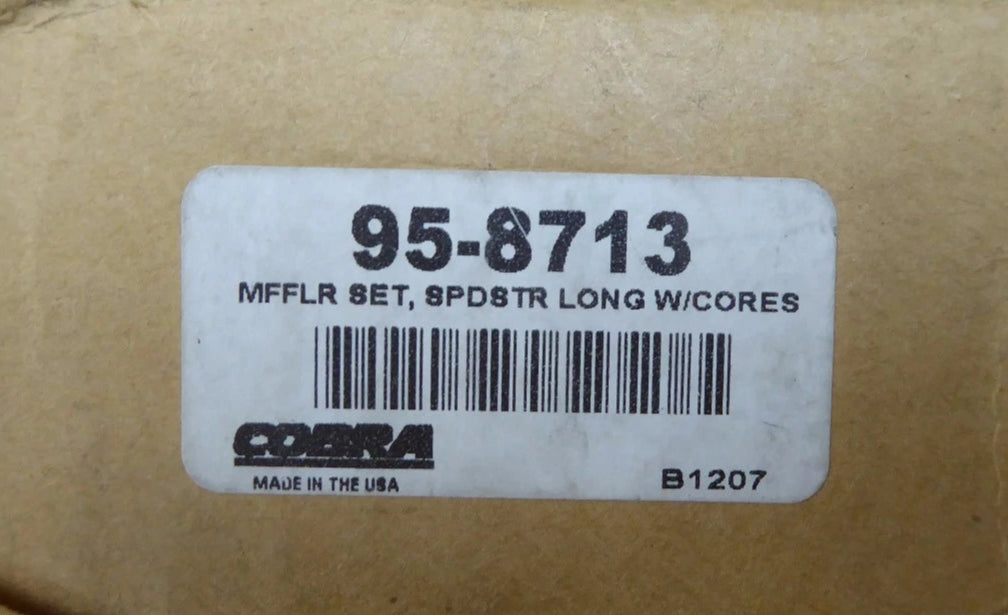 95-8713
MFFLR SET, SPDSTR LONG W/CORES
COBRA
MADE IN THE USA
B1207